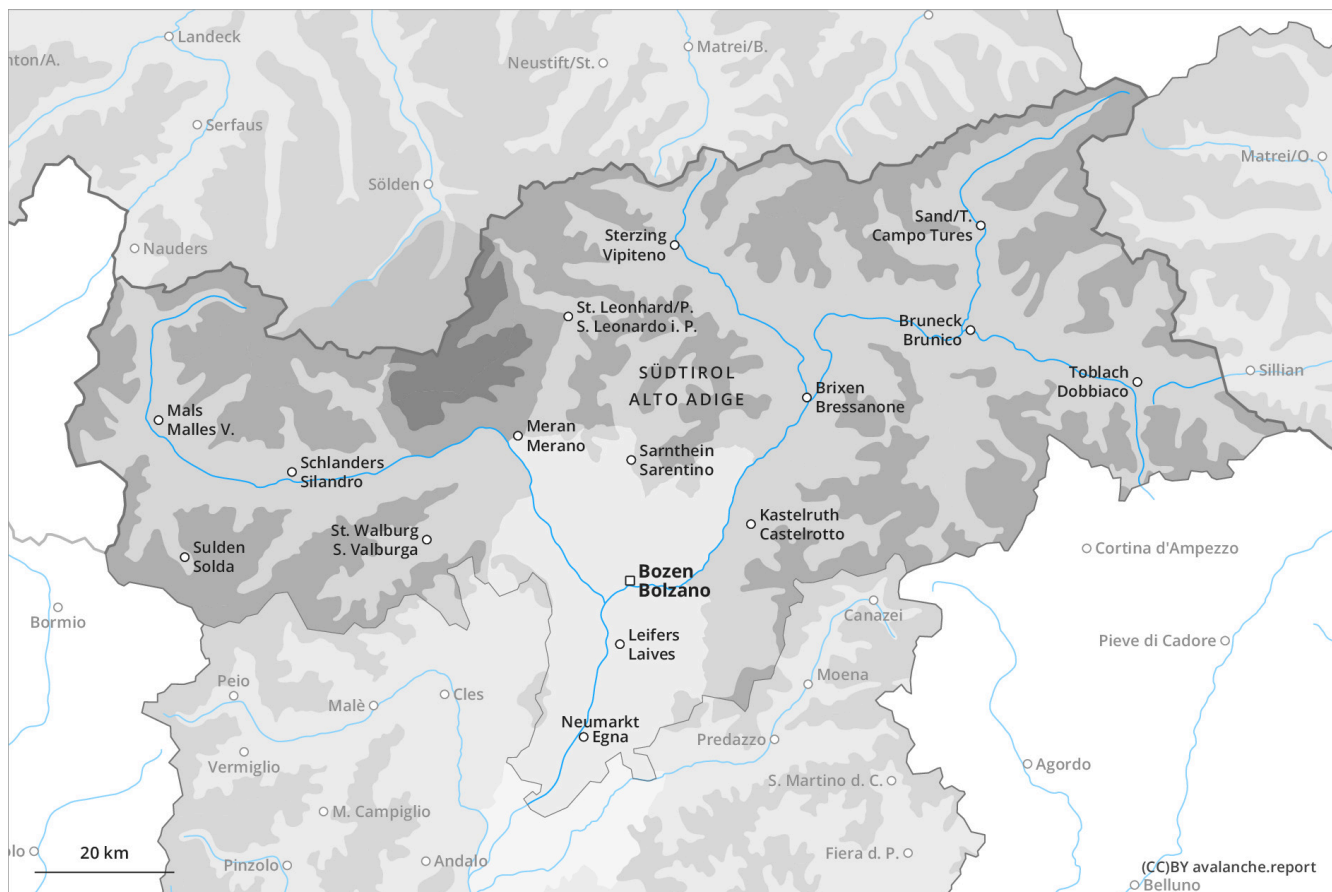 Landeck
nton/A.
Matrei/B.
Neustift/St.
Serfaus
Matrei/O.
Sölden
Sand/T.
Campo Tures
Sterzing
Vipiteno
Nauders
St. Leonhard/P.
S. Leonardo i. P.
Bruneck
Brunico
SÜDTIROL
ALTO ADIGE
Toblach
Dobbiaco
Sillian
Brixen
Bressanone
Mals
Malles V.
Meran
Merano
Sarnthein
Sarentino
Schlanders
Silandro
Kastelruth
Castelrotto
St. Walburg
S. Valburga
Sulden
Solda
Cortina d'Ampezzo
Bozen
Bolzano
Bormio
Canazei
Leifers
Laives
Pieve di Cadore
Peio
Malè
Cles
Moena
Neumarkt
Egna
Predazzo
Vermiglio
Agordo
S. Martino d. C.
M. Campiglio
olo
20 km
Pinzolo
Andalo
Fiera d. P.
(CC)BY avalanche.report
Belluno